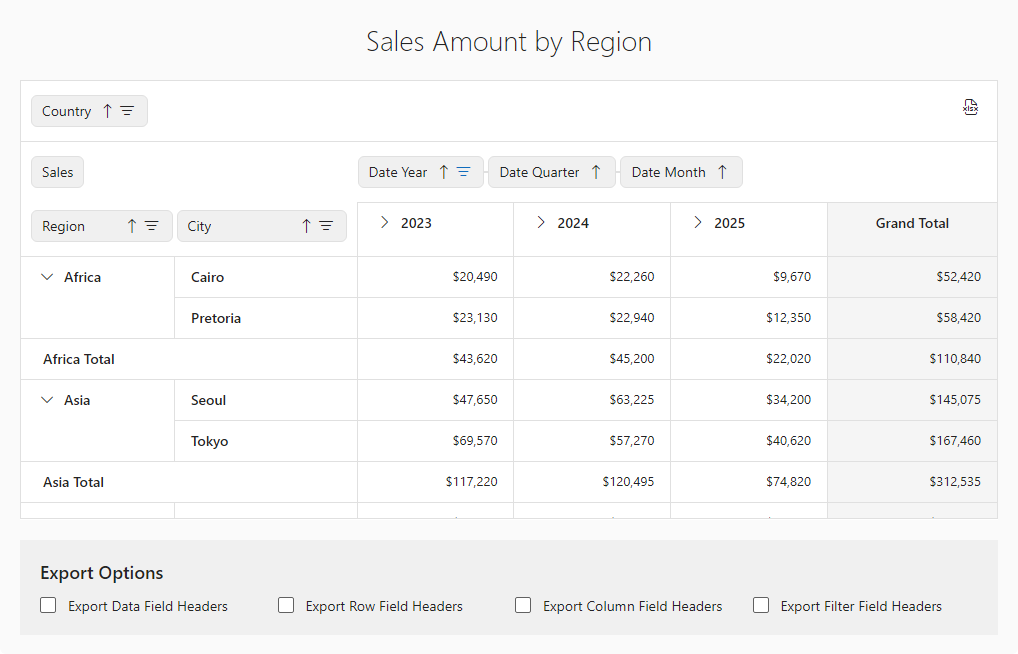 Sales Amount by Region
Country
xlsx
Sales
Date Year Date Quarter Date Month
Region City 2023 2024 2025 Grand Total
Africa Cairo $20,490 $22,260 $9,670 $52,420
Pretoria $23,130 $22,940 $12,350 $58,420
Africa Total $43,620 $45,200 $22,020 $110,840
Asia Seoul $47,650 $63,225 $34,200 $145,075
Tokyo $69,570 $57,270 $40,620 $167,460
Asia Total $117,220 $120,495 $74,820 $312,535
Export Options
Export Data Field Headers Export Row Field Headers Export Column Field Headers Export Filter Field Headers